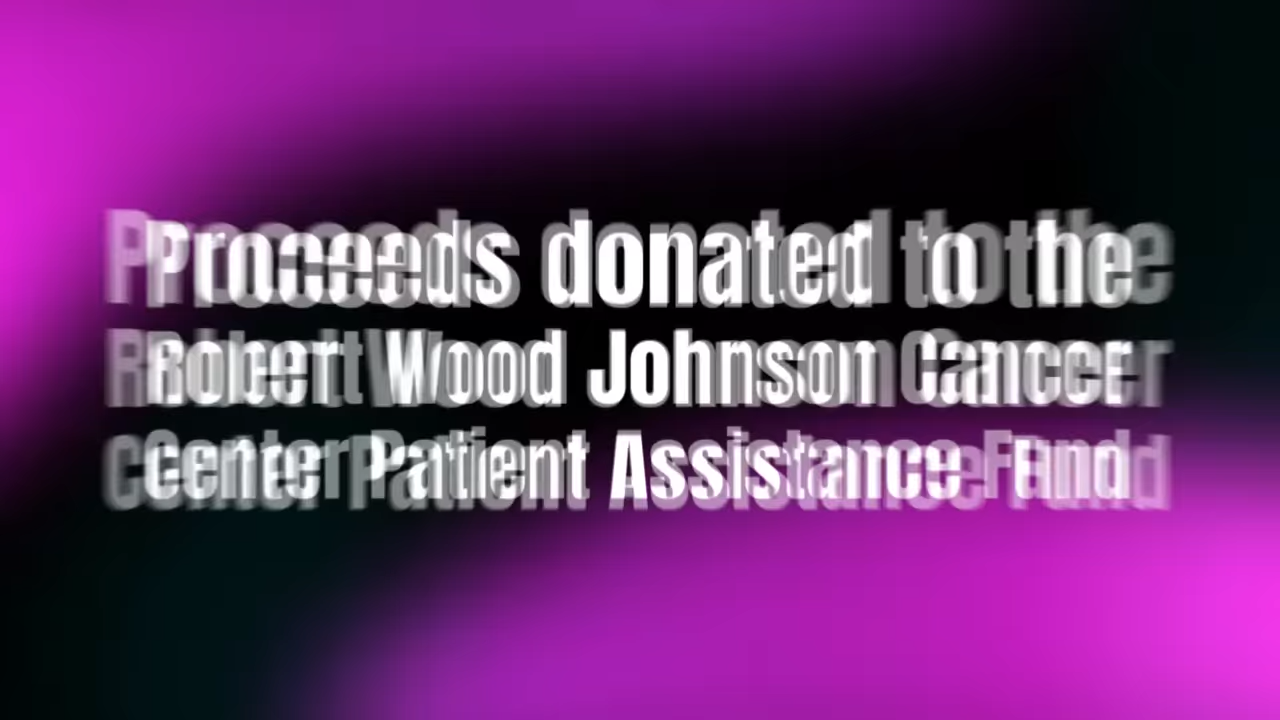 Proceeds donated to the
Robert Wood Johnson Cancer
Center Patient Assistance Fund